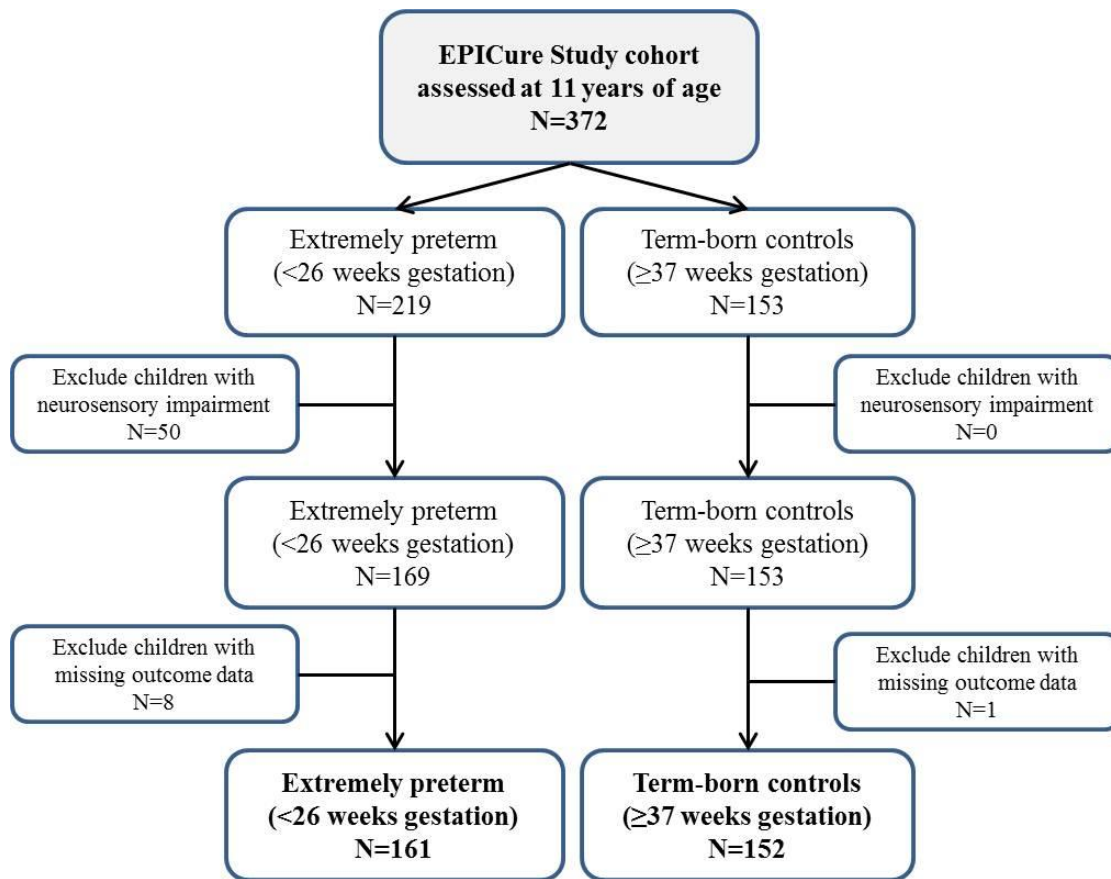 EPICure Study cohort
assessed at 11 years of age
N=372
Extremely preterm
(<26 weeks gestation)
N=219
Term-born controls
(≥37 weeks gestation)
N=153
Exclude children with
neurosensory impairment
N=50
Exclude children with
neurosensory impairment
N=0
Extremely preterm
(<26 weeks gestation)
N=169
Term-born controls
(≥37 weeks gestation)
N=153
Exclude children with
missing outcome data
N=8
Exclude children with
missing outcome data
N=1
Extremely preterm
(<26 weeks gestation)
N=161
Term-born controls
(≥37 weeks gestation)
N=152